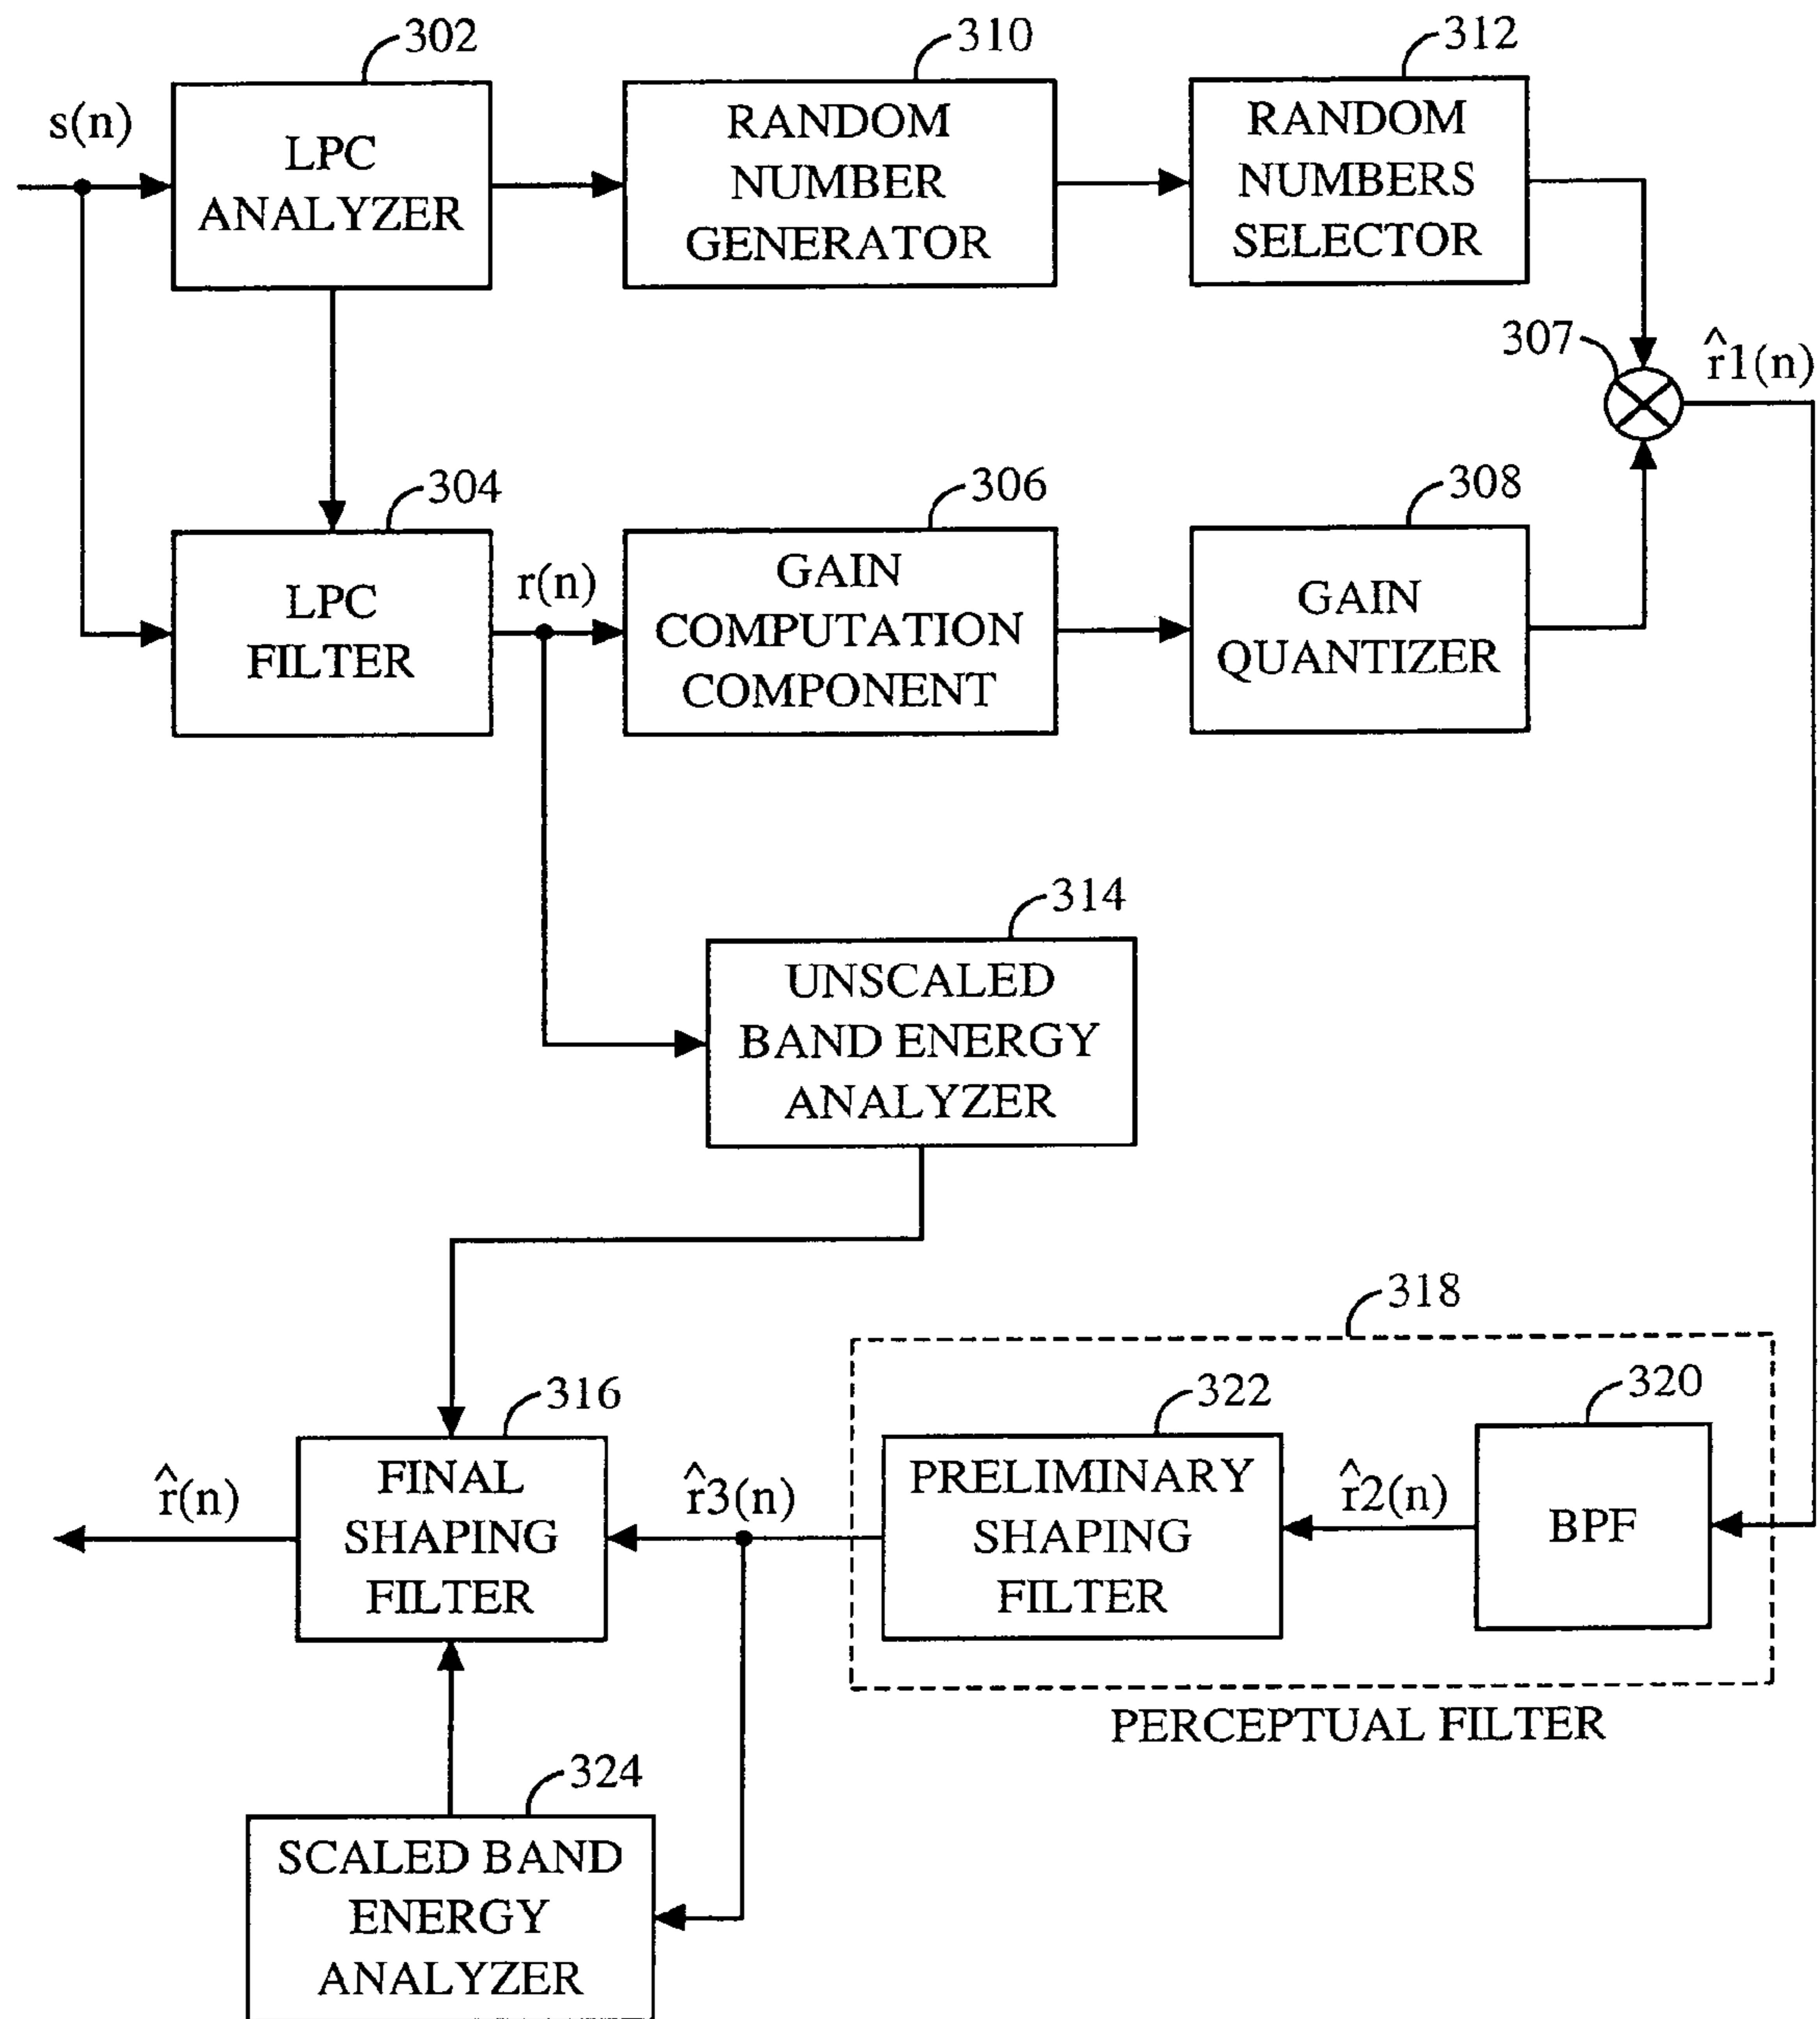 302
310
312
s(n)
LPC
ANALYZER
RANDOM
NUMBER
GENERATOR
RANDOM
NUMBERS
SELECTOR
307
r̂1(n)
304
306
308
LPC
FILTER
r(n)
GAIN
COMPUTATION
COMPONENT
GAIN
QUANTIZER
314
UNSCALED
BAND ENERGY
ANALYZER
318
316
322
320
r̂(n)
FINAL
SHAPING
FILTER
r̂3(n)
PRELIMINARY
SHAPING
FILTER
r̂2(n)
BPF
PERCEPTUAL FILTER
324
SCALED BAND
ENERGY
ANALYZER